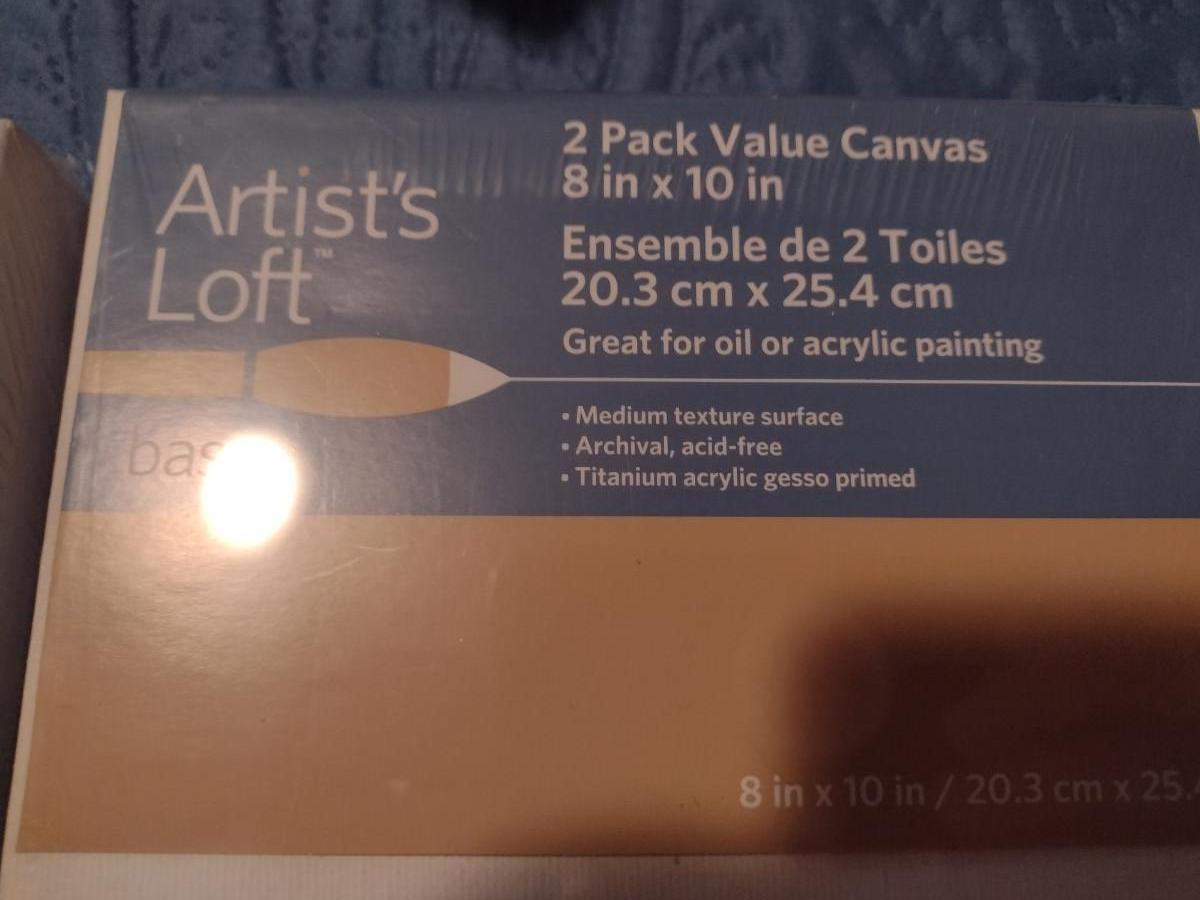 Artist's
Loft™
2 Pack Value Canvas
8 in x 10 in
Ensemble de 2 Toiles
20.3 cm x 25.4 cm
Great for oil or acrylic painting
• Medium texture surface
• Archival, acid-free
• Titanium acrylic gesso primed
8 in x 10 in / 20.3 cm x